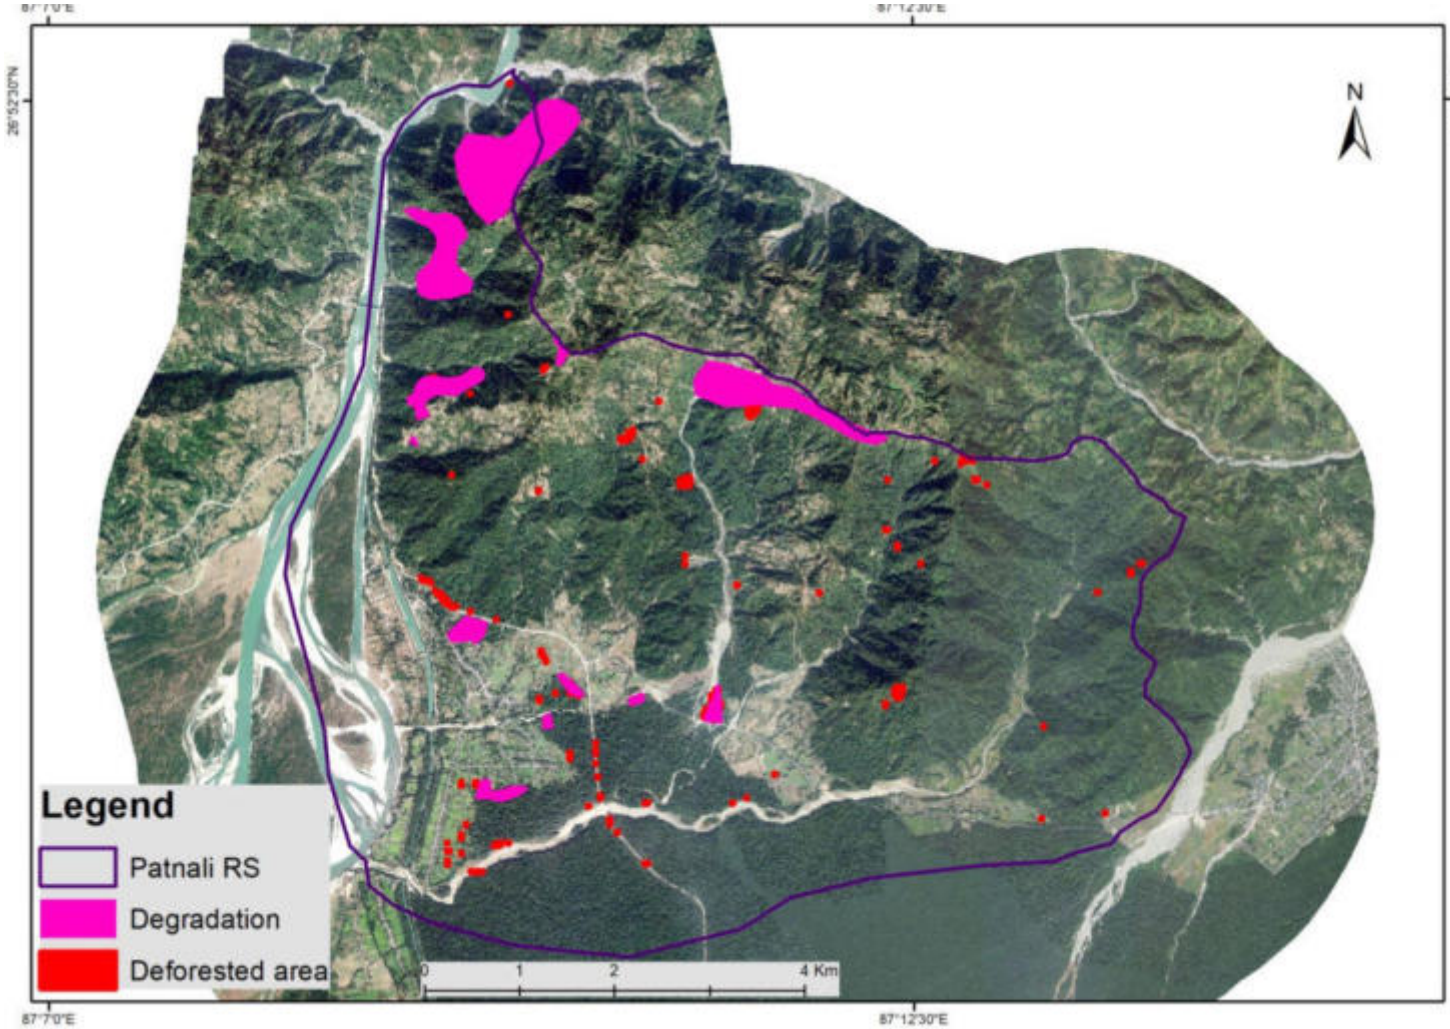 87°7'0"E 87°12'30"E
26°52'30"N
N
Legend
Patnali RS
Degradation
Deforested area
0 1 2 4 Km
87°7'0"E 87°12'30"E